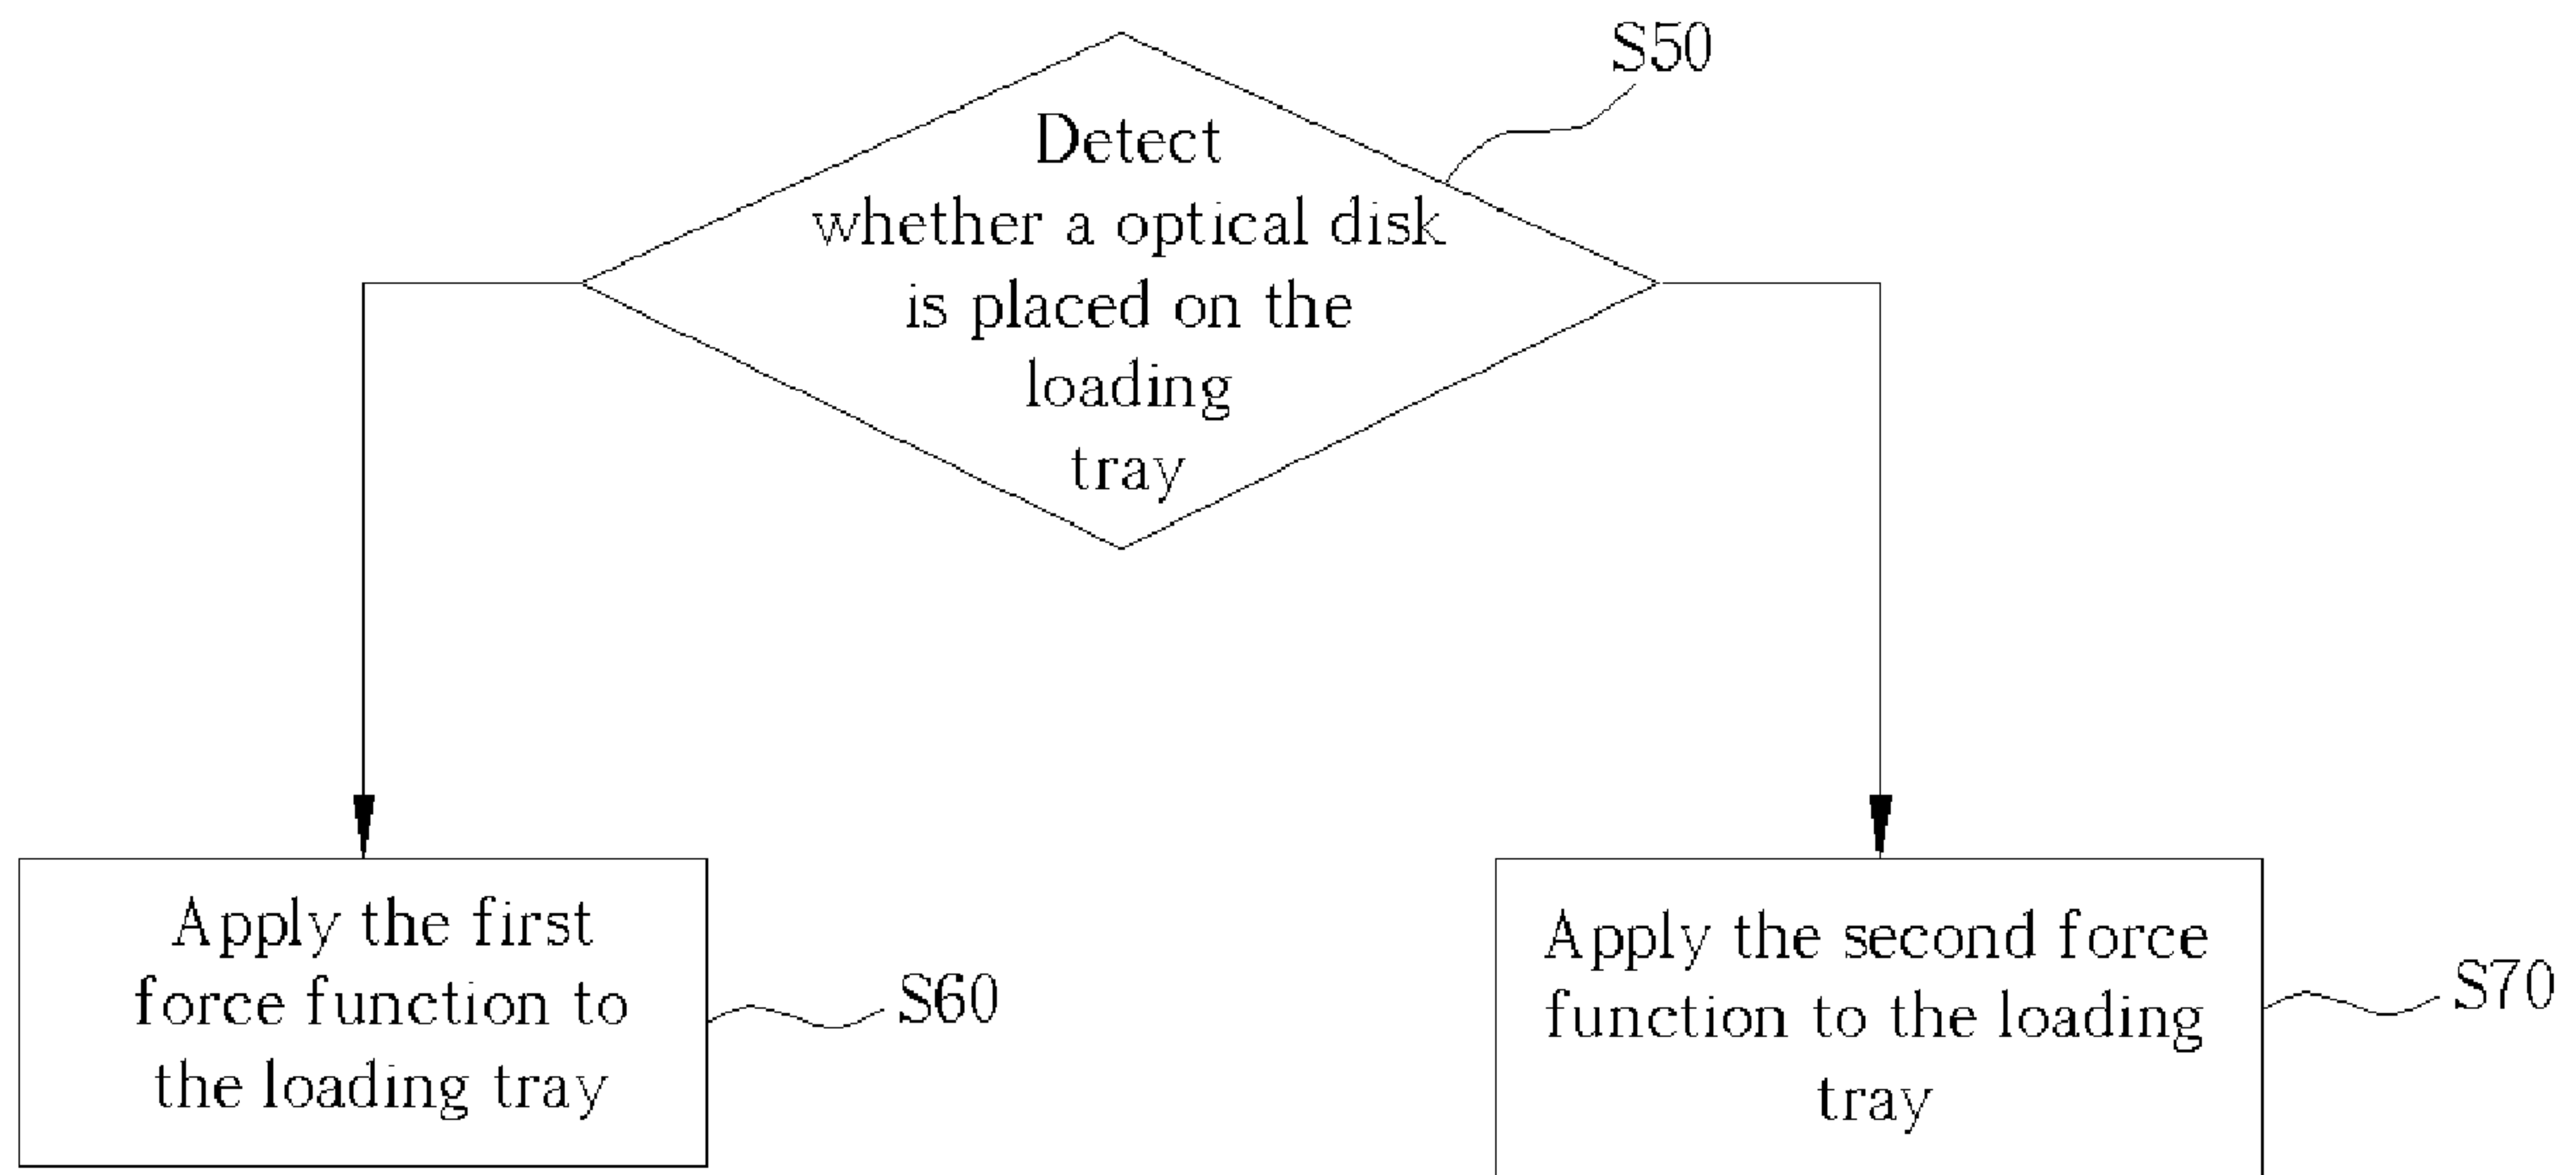 S50
Detect
whether a optical disk
is placed on the
loading
tray
Apply the first
force function to
the loading tray
S60
Apply the second force
function to the loading
tray
S70